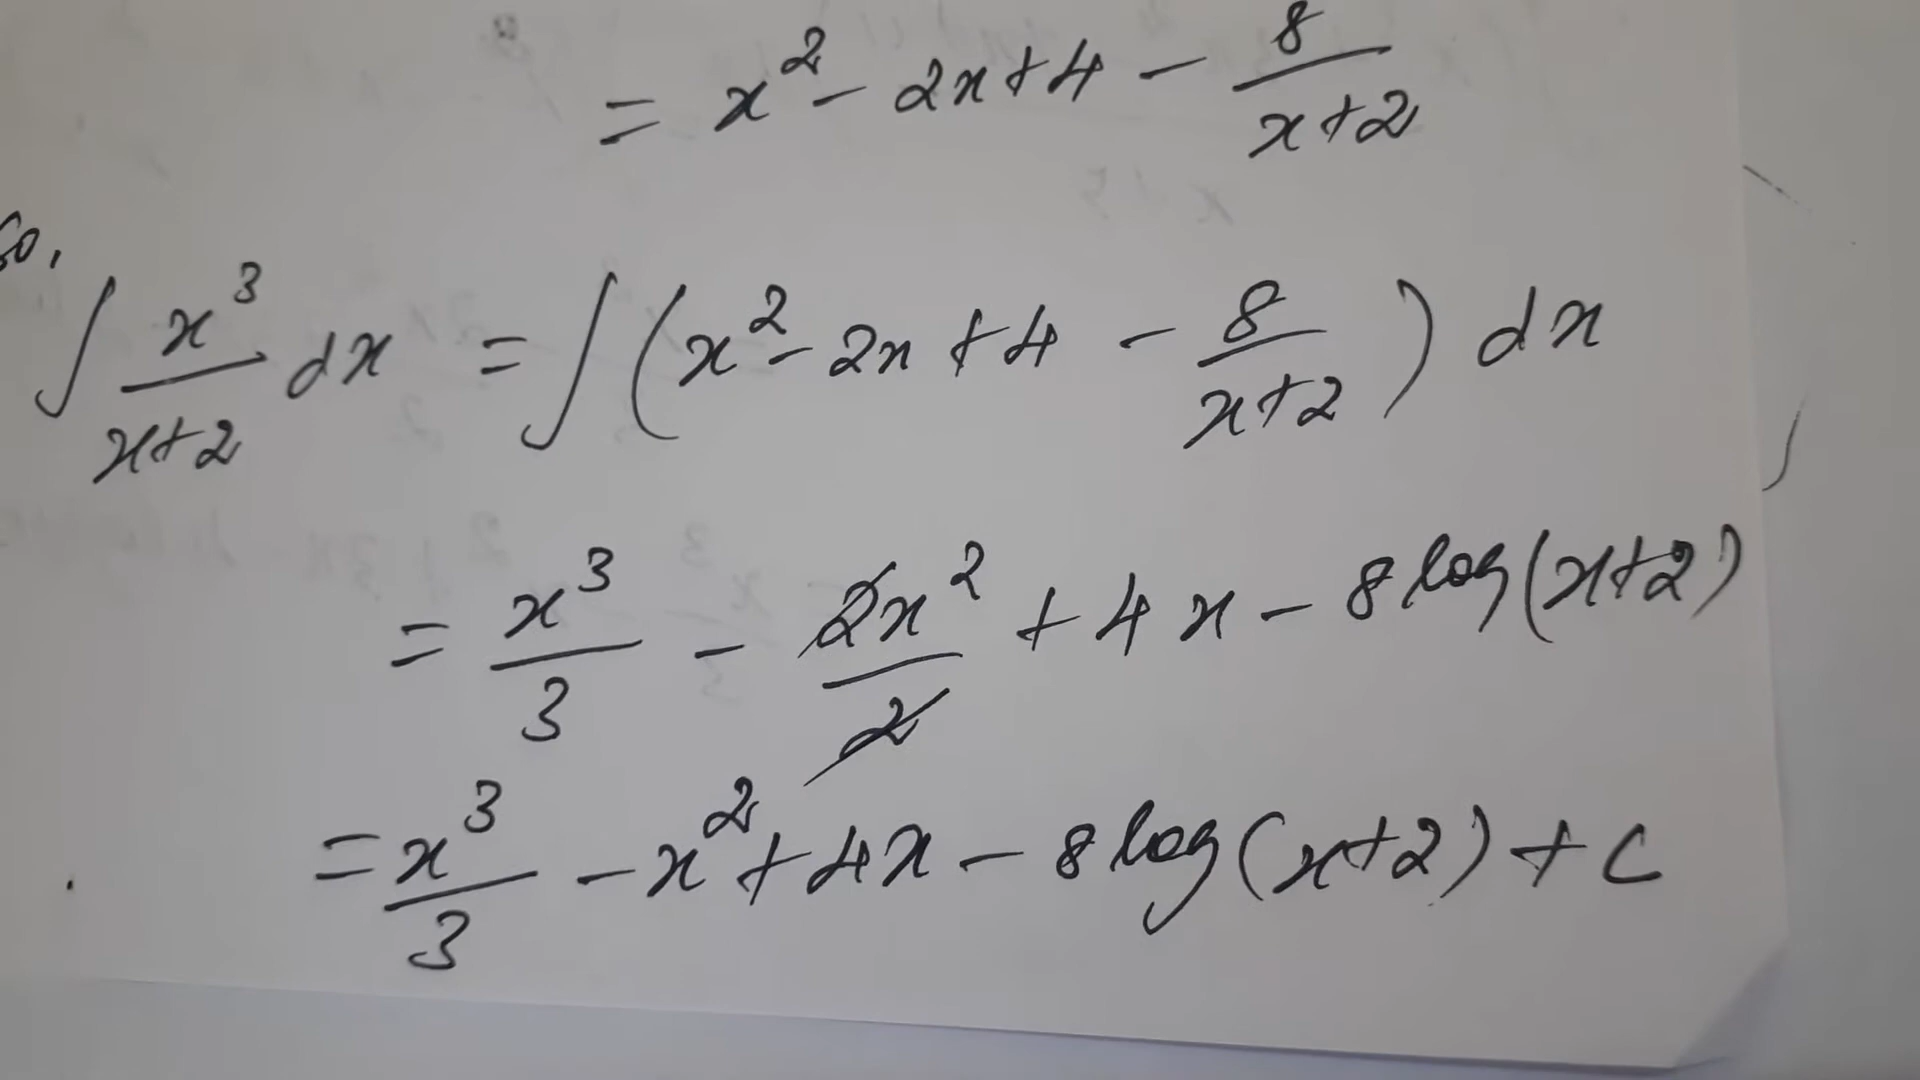 = x² - 2x + 4 - 8/(x+2)
So,
∫ x³/(x+2) dx = ∫ (x² - 2x + 4 - 8/(x+2)) dx
= x³/3 - 2x²/2 + 4x - 8 log(x+2)
= x³/3 - x² + 4x - 8 log(x+2) + c